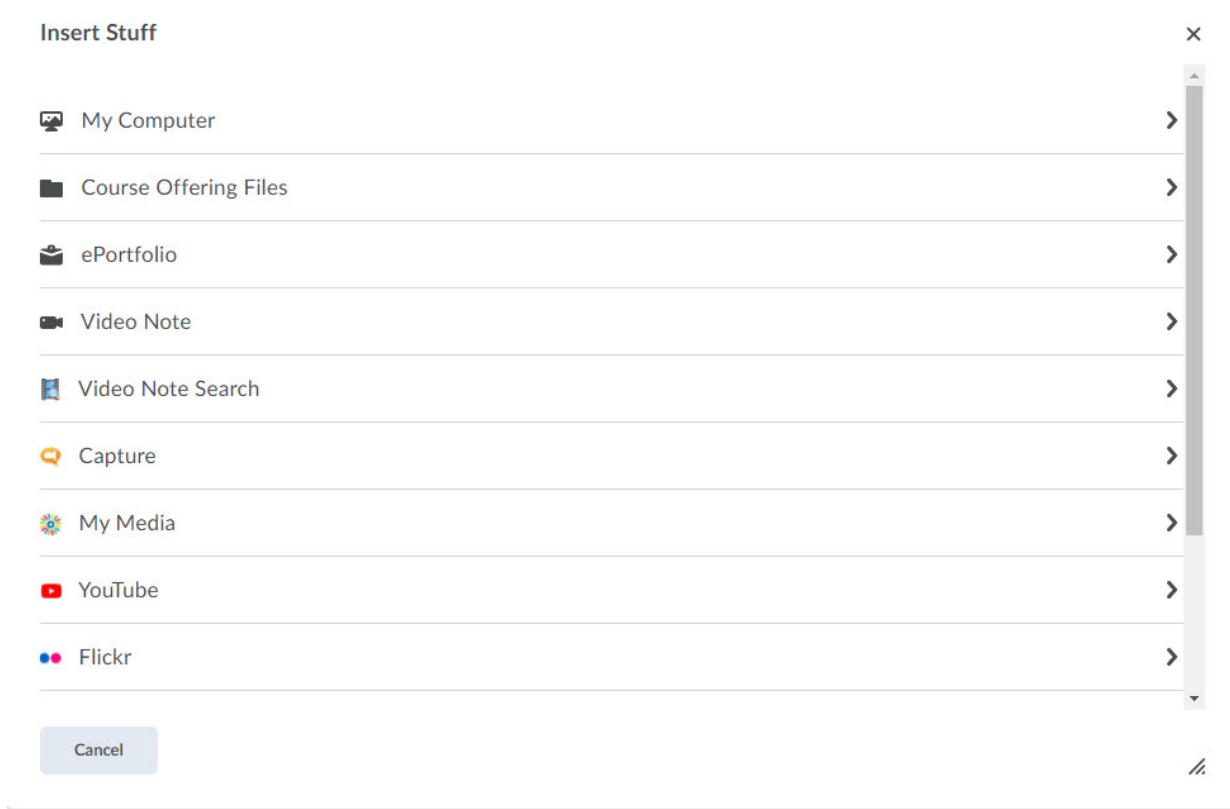 Insert Stuff
My Computer
Course Offering Files
ePortfolio
Video Note
Video Note Search
Capture
My Media
YouTube
Flickr
Cancel